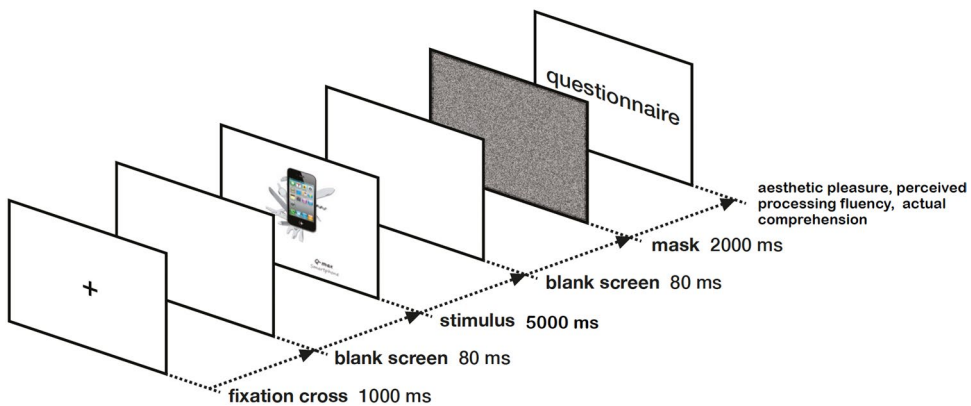 questionnaire
aesthetic pleasure, perceived
processing fluency, actual
comprehension
mask 2000 ms
blank screen 80 ms
stimulus 5000 ms
blank screen 80 ms
fixation cross 1000 ms
+